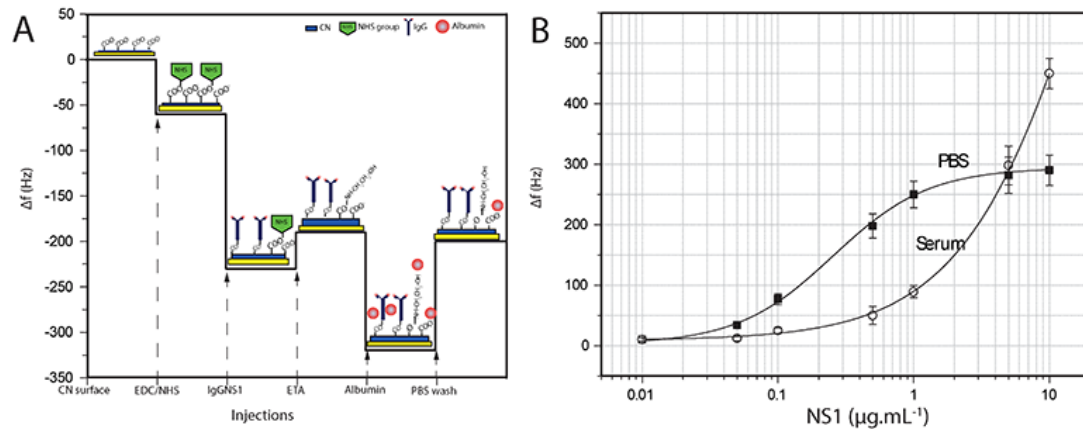 A
CN
NHS
NHS group
IgG
Albumin
50
0
-50
-100
-150
-200
-250
-300
-350
Δf (Hz)
NHS
NHS
NHS
CN surface
EDC/NHS
IgGNS1
ETA
Albumin
PBS wash
Injections
B
500
400
300
200
100
0
Δf (Hz)
PBS
Serum
0.01
0.1
1
10
NS1 (µg.mL⁻¹)